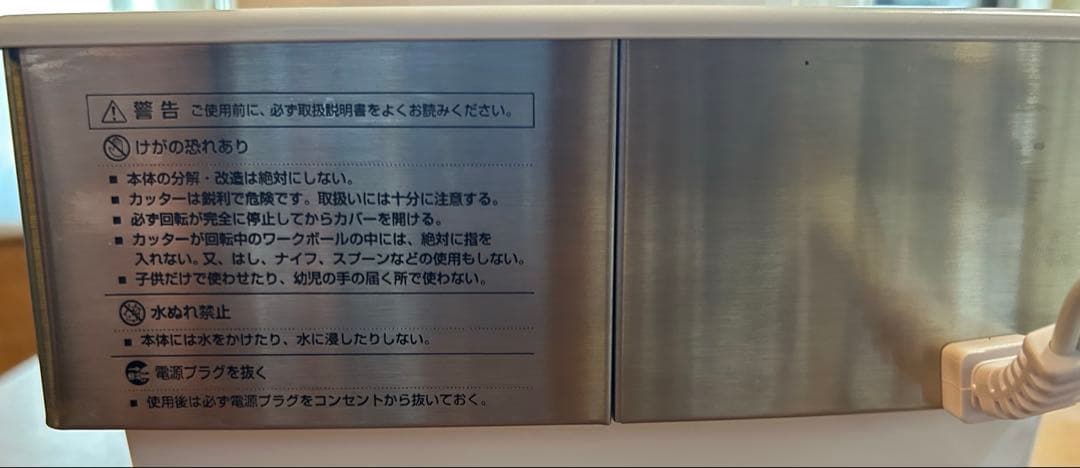 警告 ご使用前に、必ず取扱説明書をよくお読みください。
けがの恐れあり
■ 本体の分解・改造は絶対にしない。
■ カッターは鋭利で危険です。取扱いには十分に注意する。
■ 必ず回転が完全に停止してからカバーを開ける。
■ カッターが回転中のワークボールの中には、絶対に指を
入れない。又、はし、ナイフ、スプーンなどの使用もしない。
■ 子供だけで使わせたり、幼児の手の届く所で使わない。
水ぬれ禁止
■ 本体には水をかけたり、水に浸したりしない。
電源プラグを抜く
■ 使用後は必ず電源プラグをコンセントから抜いておく。